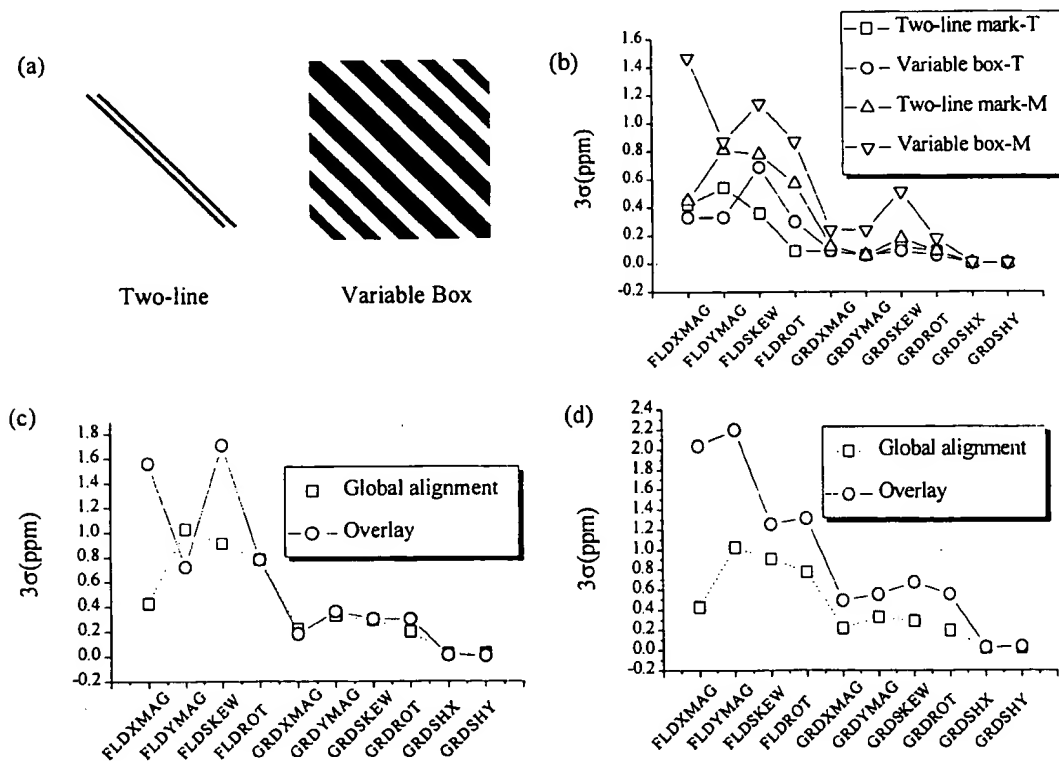 (a)
Two-line
Variable Box
(b)
Two-line mark-T
Variable box-T
Two-line mark-M
Variable box-M
3σ(ppm)
1.6
1.4
1.2
1.0
0.8
0.6
0.4
0.2
0.0
-0.2
FLDXMAG
FLDYMAG
FLDSKEW
FLDROT
GRDXMAG
GRDYMAG
GRDSKEW
GRDROT
GRDSHX
GRDSHY
(c)
Global alignment
Overlay
3σ(ppm)
1.8
1.6
1.4
1.2
1.0
0.8
0.6
0.4
0.2
0.0
-0.2
FLDXMAG
FLDYMAG
FLDSKEW
FLDROT
GRDXMAG
GRDYMAG
GRDSKEW
GRDROT
GRDSHX
GRDSHY
(d)
Global alignment
Overlay
3σ(ppm)
2.4
2.2
2.0
1.8
1.6
1.4
1.2
1.0
0.8
0.6
0.4
0.2
0.0
-0.2
FLDXMAG
FLDYMAG
FLDSKEW
FLDROT
GRDXMAG
GRDYMAG
GRDSKEW
GRDROT
GRDSHX
GRDSHY